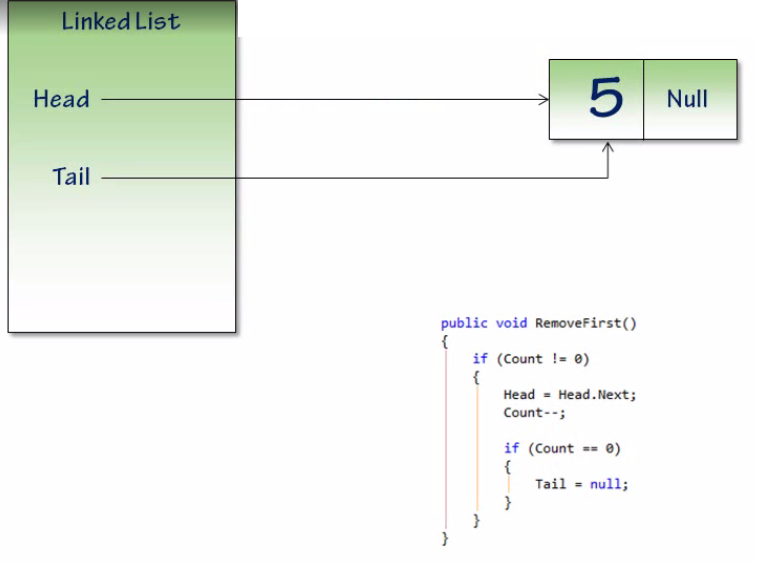 Linked List
Head
5 Null
Tail
public void RemoveFirst()
{
if (Count != 0)
{
Head = Head.Next;
Count--;
if (Count == 0)
{
Tail = null;
}
}
}